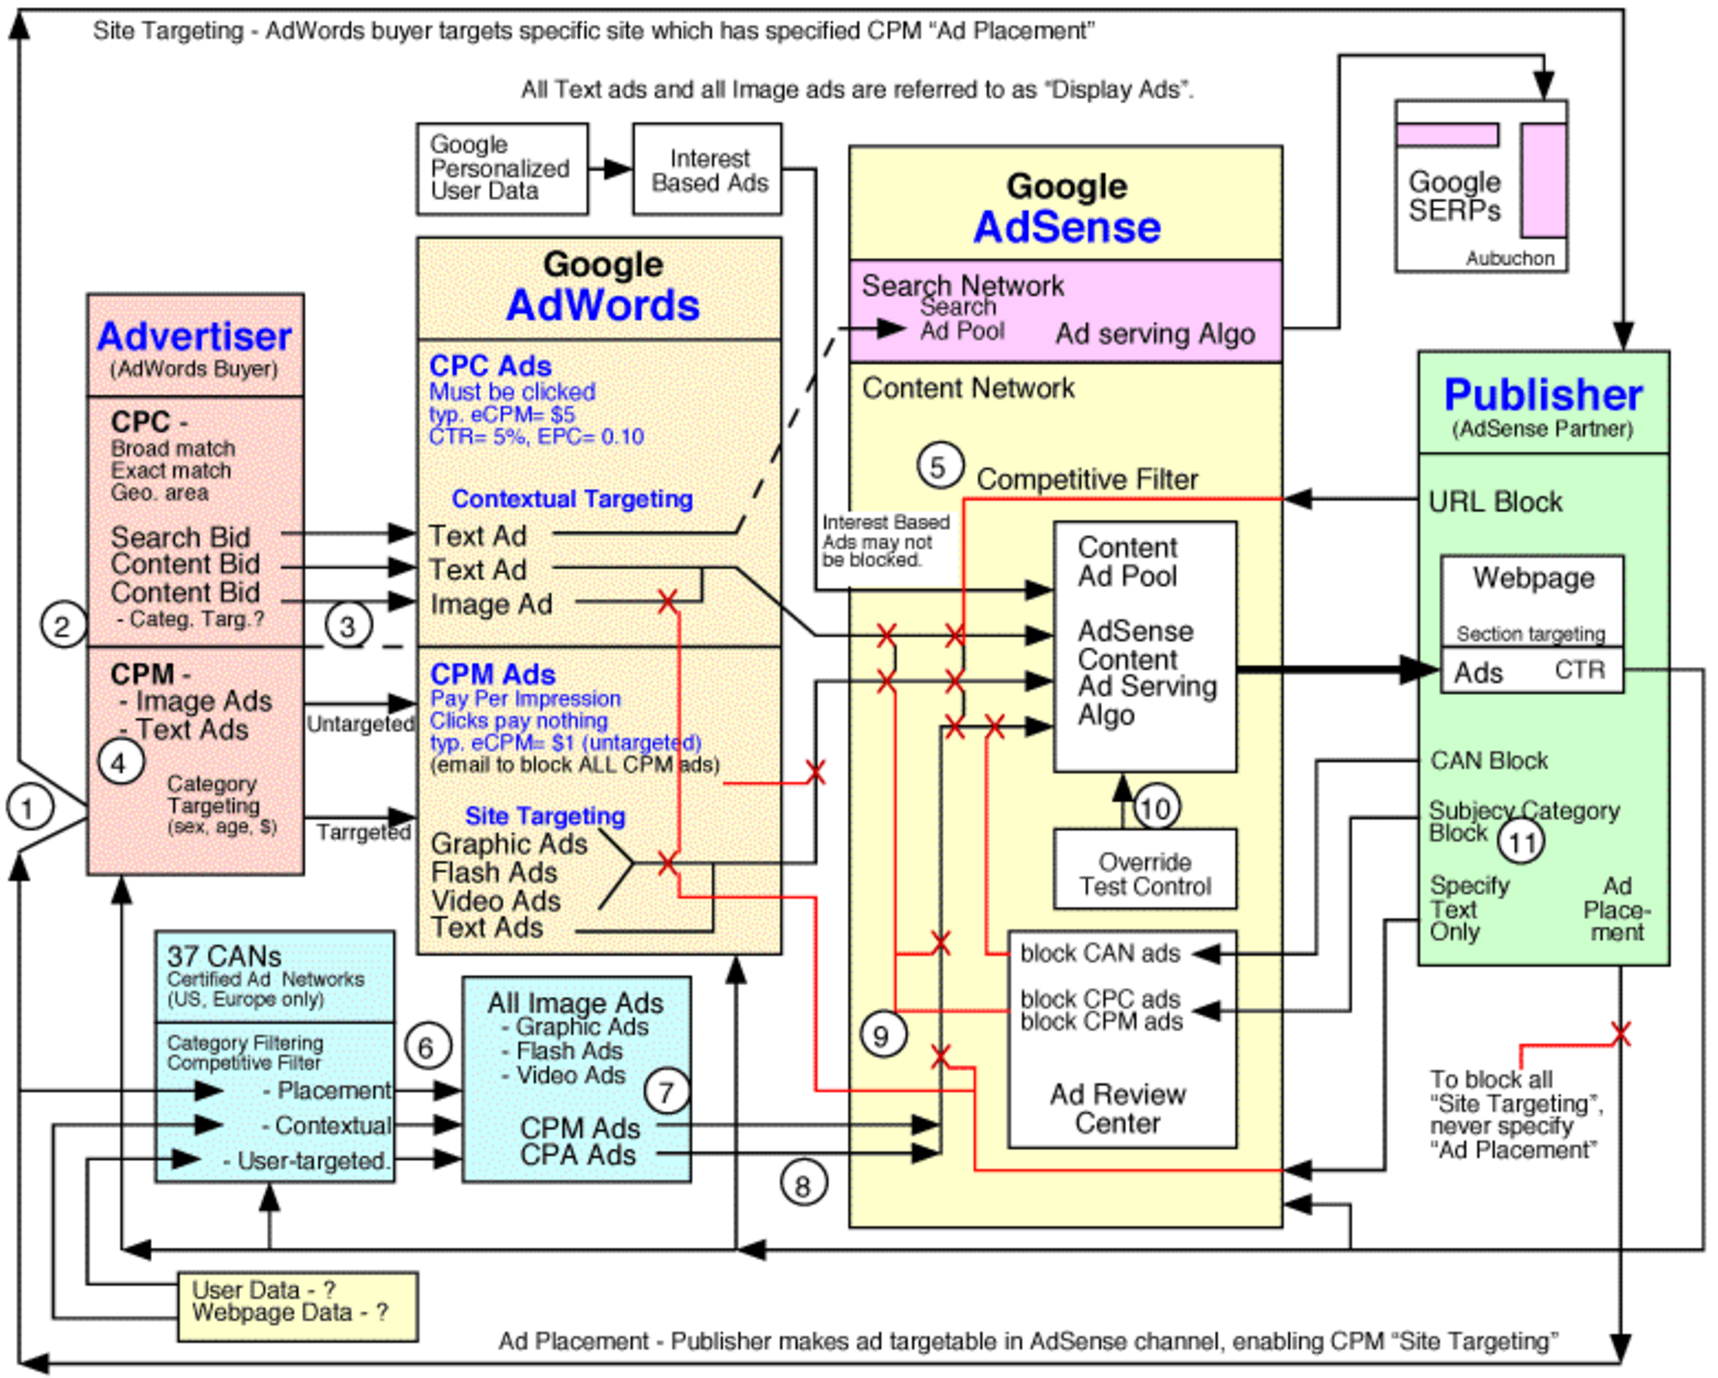 Site Targeting - AdWords buyer targets specific site which has specified CPM “Ad Placement”
All Text ads and all Image ads are referred to as “Display Ads”.
Google
Personalized
User Data
Interest
Based Ads
Google
SERPs
Aubuchon
Advertiser
(AdWords Buyer)
CPC -
Broad match
Exact match
Geo. area
Search Bid
Content Bid
Content Bid
- Categ. Targ.?
2
3
CPM -
- Image Ads
- Text Ads
4
Category
Targeting
(sex, age, $)
1
Untargeted
Tarrgeted
Google
AdWords
CPC Ads
Must be clicked
typ. eCPM= $5
CTR= 5%, EPC= 0.10
Contextual Targeting
Text Ad
Text Ad
Image Ad
CPM Ads
Pay Per Impression
Clicks pay nothing
typ. eCPM= $1 (untargeted)
(email to block ALL CPM ads)
Site Targeting
Graphic Ads
Flash Ads
Video Ads
Text Ads
Google
AdSense
Search Network
Search
Ad Pool
Ad serving Algo
Content Network
5
Competitive Filter
Interest Based
Ads may not
be blocked.
Content
Ad Pool
AdSense
Content
Ad Serving
Algo
10
Override
Test Control
block CAN ads
block CPC ads
block CPM ads
9
Ad Review
Center
Publisher
(AdSense Partner)
URL Block
Webpage
Section targeting
Ads
CTR
CAN Block
Subjecy Category
Block
11
Specify
Text
Only
Ad
Place-
ment
To block all
“Site Targeting”,
never specify
“Ad Placement”
37 CANs
Certified Ad Networks
(US, Europe only)
Category Filtering
Competitive Filter
- Placement
- Contextual
- User-targeted.
6
All Image Ads
- Graphic Ads
- Flash Ads
- Video Ads
7
CPM Ads
CPA Ads
8
User Data - ?
Webpage Data - ?
Ad Placement - Publisher makes ad targetable in AdSense channel, enabling CPM “Site Targeting”